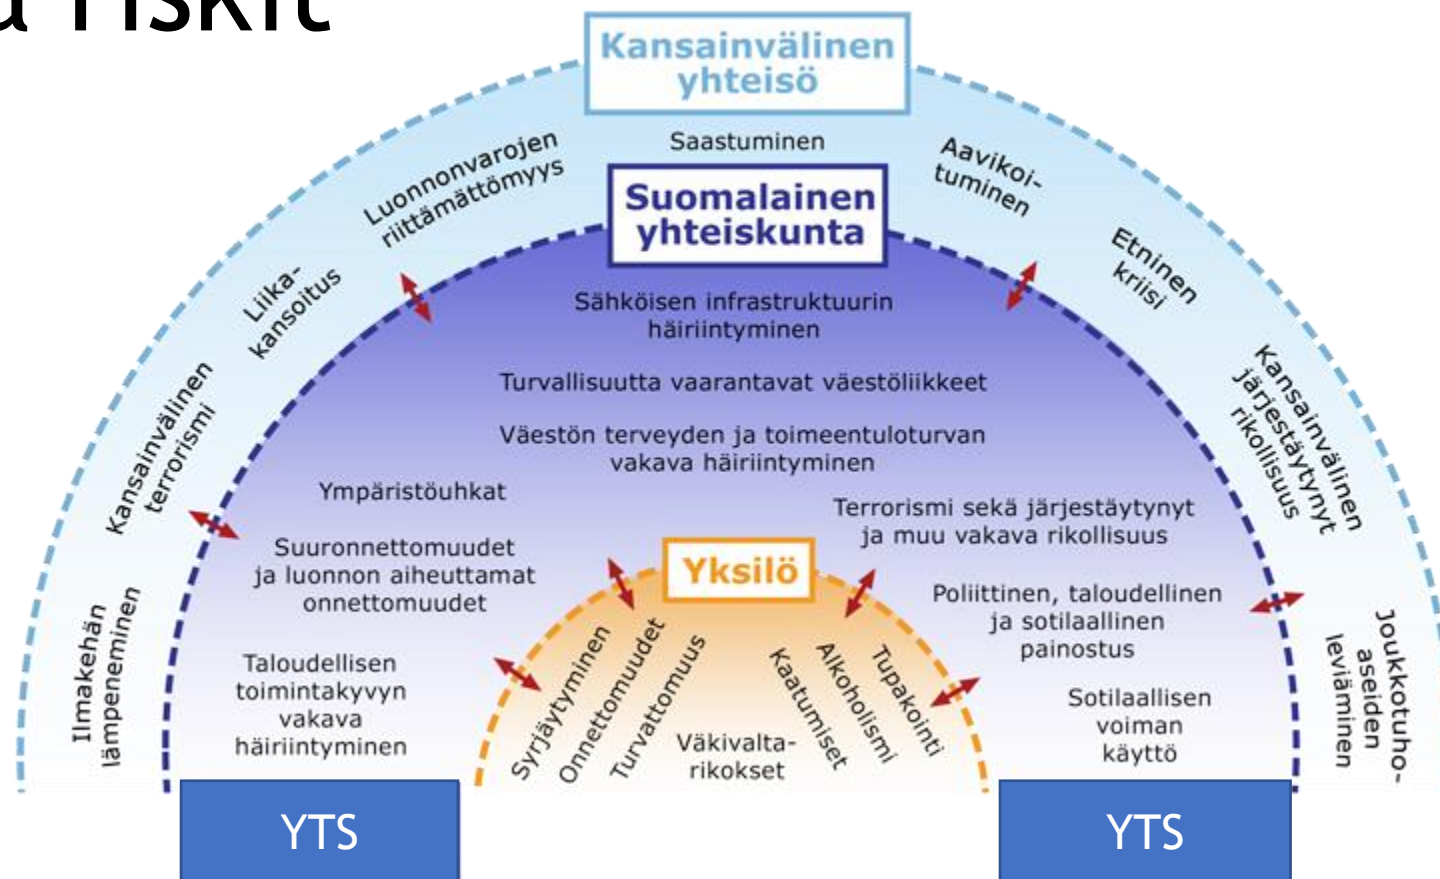 a riskit
Kansainvälinen
yhteisö
Saastuminen
Luonnonvarojen
riittämättömyys
Aavikoi-
tuminen
Liika-
kansoitus
Etninen
kriisi
Kansainvälinen
terrorismi
Kansainvälinen
järjestäytynyt
rikollisuus
Ilmakehän
lämpeneminen
Joukkotuho-
aseiden
leviäminen
Suomalainen
yhteiskunta
Sähköisen infrastruktuurin
häiriintyminen
Turvallisuutta vaarantavat väestöliikkeet
Väestön terveyden ja toimeentuloturvan
vakava häiriintyminen
Ympäristöuhkat
Terrorismi sekä järjestäytynyt
ja muu vakava rikollisuus
Suuronnettomuudet
ja luonnon aiheuttamat
onnettomuudet
Poliittinen, taloudellinen
ja sotilaallinen
painostus
Taloudellisen
toimintakyvyn
vakava
häiriintyminen
Sotilaallisen
voiman
käyttö
Yksilö
Syrjäytyminen
Onnettomuudet
Turvattomuus
Väkivalta-
rikokset
Kaatumiset
Alkoholismi
Tupakointi
YTS
YTS